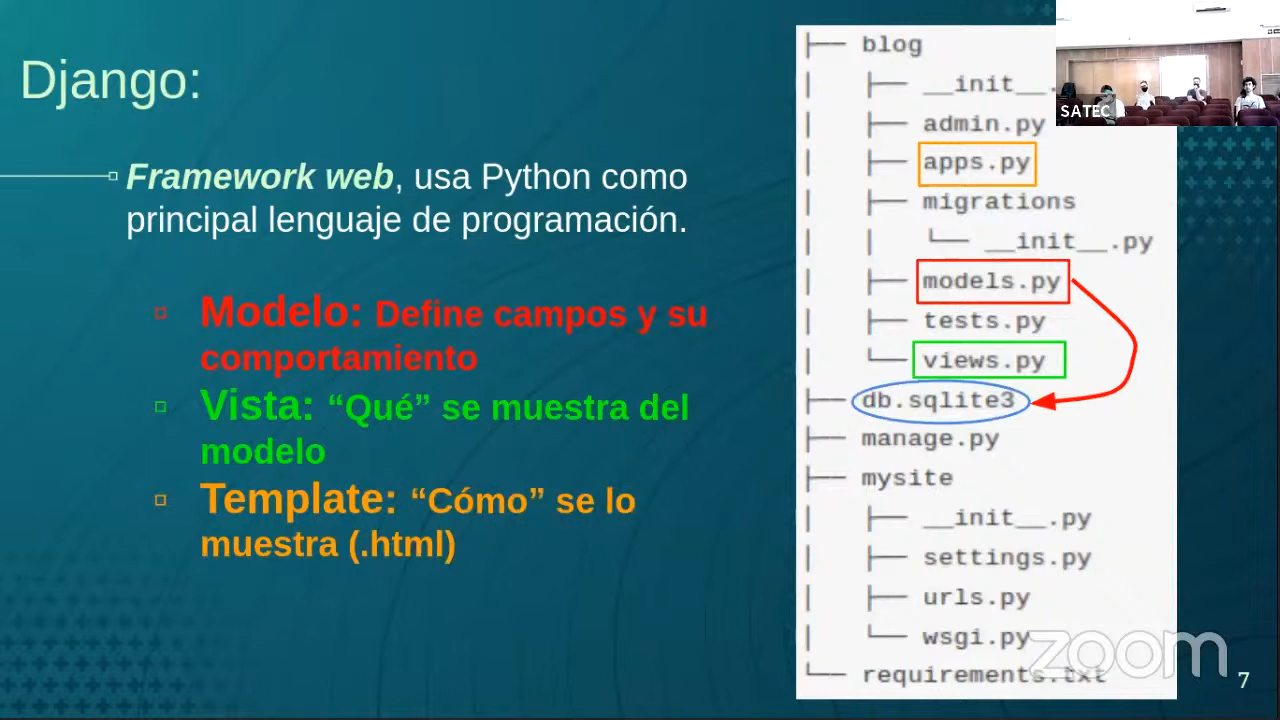 Django:
Framework web, usa Python como
principal lenguaje de programación.
Modelo: Define campos y su
comportamiento
Vista: “Qué” se muestra del
modelo
Template: “Cómo” se lo
muestra (.html)
├── blog
│   ├── __init__.
│   ├── admin.py
│   ├── apps.py
│   ├── migrations
│   │   └── __init__.py
│   ├── models.py
│   ├── tests.py
│   └── views.py
├── db.sqlite3
├── manage.py
├── mysite
│   ├── __init__.py
│   ├── settings.py
│   ├── urls.py
│   └── wsgi.py
└── requirements.txt
SATEC
zoom
7